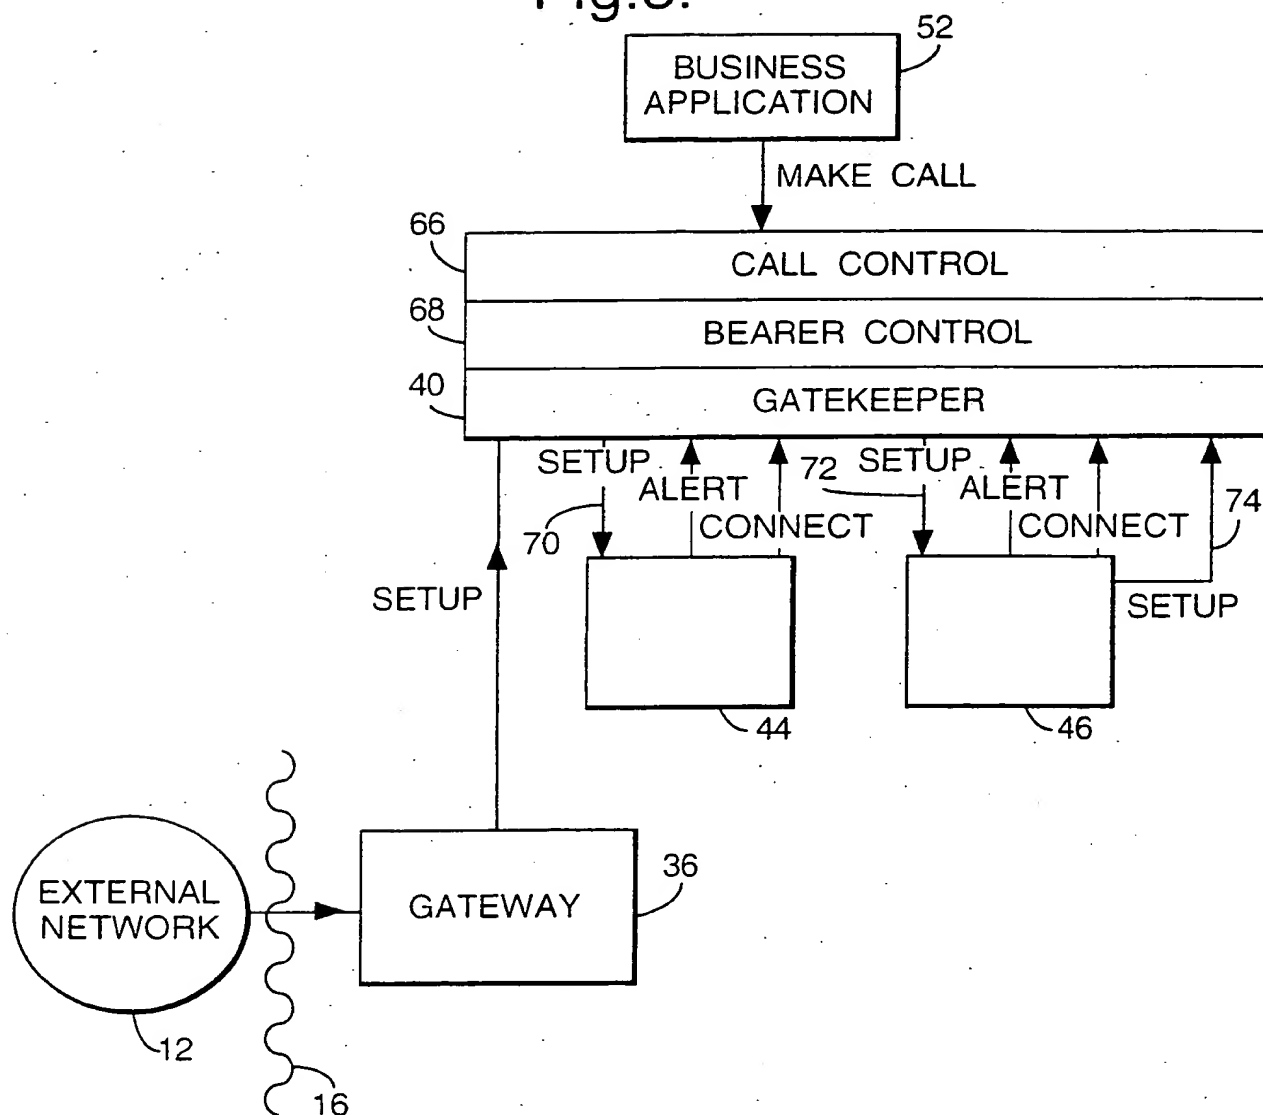 52
BUSINESS
APPLICATION
MAKE CALL
66
CALL CONTROL
68
BEARER CONTROL
40
GATEKEEPER
SETUP
ALERT
CONNECT
70
72
SETUP
ALERT
CONNECT
74
SETUP
SETUP
44
46
EXTERNAL
NETWORK
GATEWAY
36
12
16